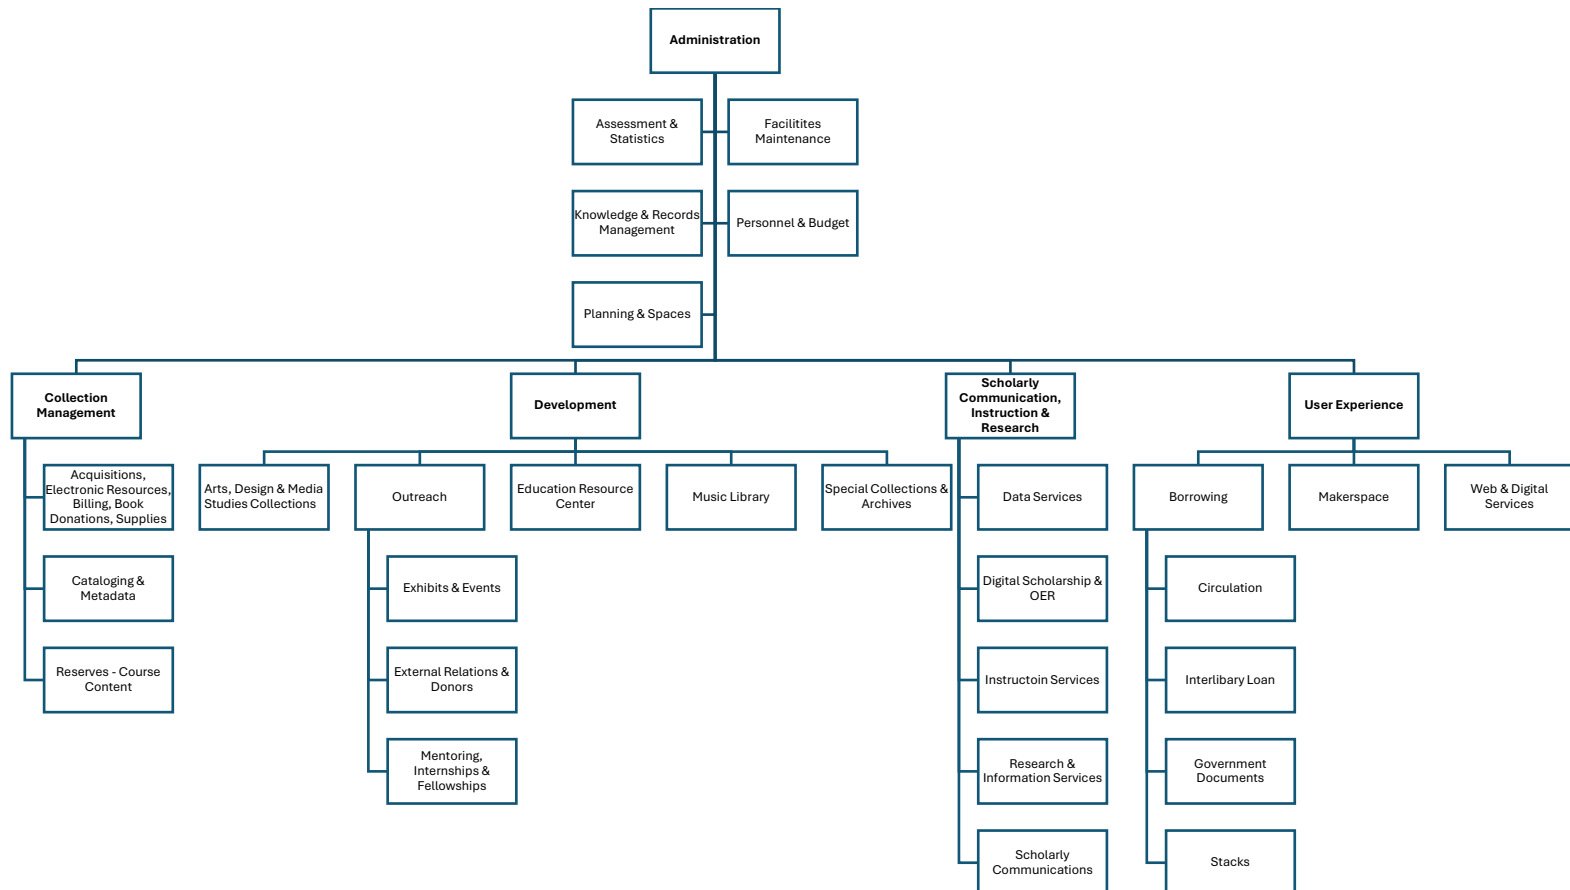 Administration
Assessment &
Statistics
Facilitites
Maintenance
Knowledge & Records
Management
Personnel & Budget
Planning & Spaces
Collection
Management
Development
Scholarly
Communication,
Instruction &
Research
User Experience
Acquisitions,
Electronic Resources,
Billing, Book
Donations, Supplies
Arts, Design & Media
Studies Collections
Outreach
Education Resource
Center
Music Library
Special Collections &
Archives
Data Services
Borrowing
Makerspace
Web & Digital
Services
Cataloging &
Metadata
Exhibits & Events
Digital Scholarship &
OER
Circulation
Reserves - Course
Content
External Relations &
Donors
Instructoin Services
Interlibary Loan
Mentoring,
Internships &
Fellowships
Research &
Information Services
Government
Documents
Scholarly
Communications
Stacks